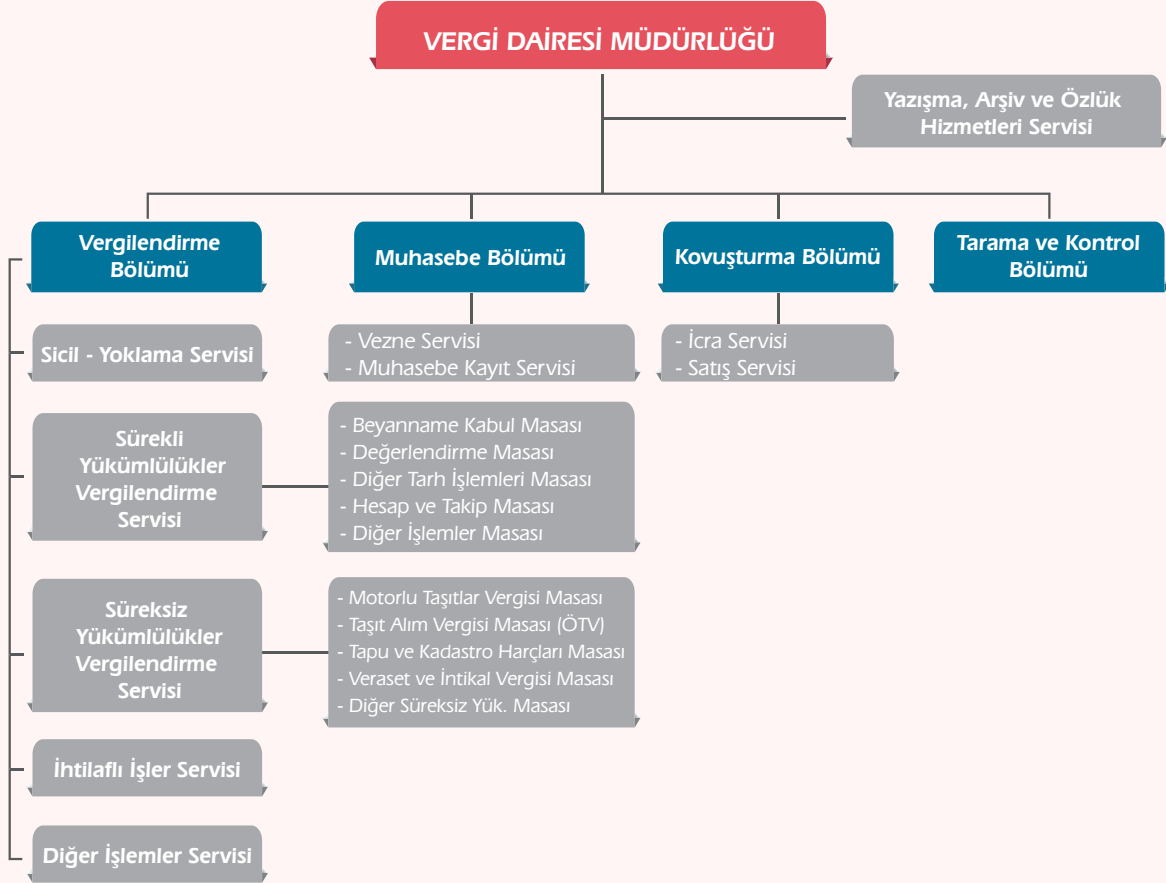 VERGİ DAİRESİ MÜDÜRLÜĞÜ
Yazışma, Arşiv ve Özlük
Hizmetleri Servisi
Vergilendirme
Bölümü
Muhasebe Bölümü
Kovuşturma Bölümü
Tarama ve Kontrol
Bölümü
Sicil - Yoklama Servisi
- Vezne Servisi
- Muhasebe Kayıt Servisi
- İcra Servisi
- Satış Servisi
Sürekli
Yükümlülükler
Vergilendirme
Servisi
- Beyanname Kabul Masası
- Değerlendirme Masası
- Diğer Tarh İşlemleri Masası
- Hesap ve Takip Masası
- Diğer İşlemler Masası
Süreksiz
Yükümlülükler
Vergilendirme
Servisi
- Motorlu Taşıtlar Vergisi Masası
- Taşıt Alım Vergisi Masası (ÖTV)
- Tapu ve Kadastro Harçları Masası
- Veraset ve İntikal Vergisi Masası
- Diğer Süreksiz Yük. Masası
İhtilaflı İşler Servisi
Diğer İşlemler Servisi